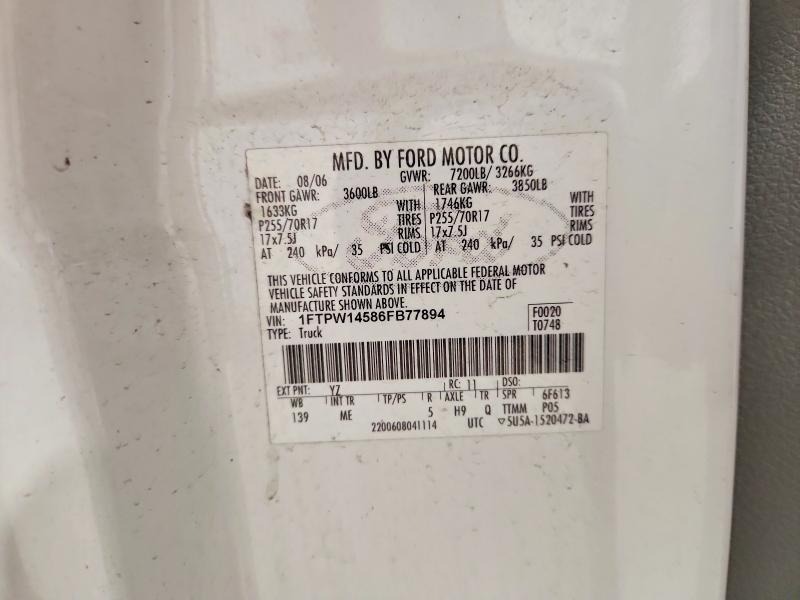 MFD. BY FORD MOTOR CO.
DATE: 08/06 GVWR: 7200LB/ 3266KG
FRONT GAWR: 3600LB REAR GAWR: 3850LB
1633KG WITH 1746KG WITH
P255/70R17 TIRES P255/70R17 TIRES
17x7.5J RIMS 17x7.5J RIMS
AT 240 kPa/ 35 PSI COLD AT 240 kPa/ 35 PSI COLD
THIS VEHICLE CONFORMS TO ALL APPLICABLE FEDERAL MOTOR
VEHICLE SAFETY STANDARDS IN EFFECT ON THE DATE OF
MANUFACTURE SHOWN ABOVE.
VIN: 1FTPW14586FB77894 F0020
TYPE: Truck T0748
EXT PNT: YZ RC: 11 DSO:
WB INT TR TP/PS R AXLE TR SPR 6F613
139 ME 5 H9 Q TTMM P05
2200608041114 UTC ▽5U5A-1520472-BA